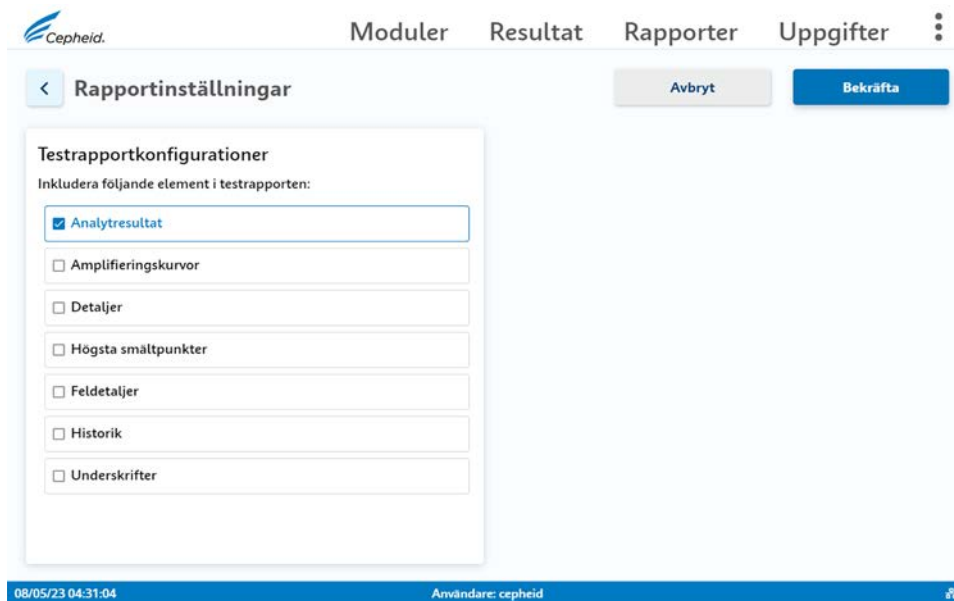 Cepheid.
Moduler Resultat Rapporter Uppgifter
Rapportinställningar
Avbryt
Bekräfta
Testrapportkonfigurationer
Inkludera följande element i testrapporten:
Analytresultat
Amplifieringskurvor
Detaljer
Högsta smältpunkter
Feldetaljer
Historik
Underskrifter
08/05/23 04:31:04 Användare: cepheid